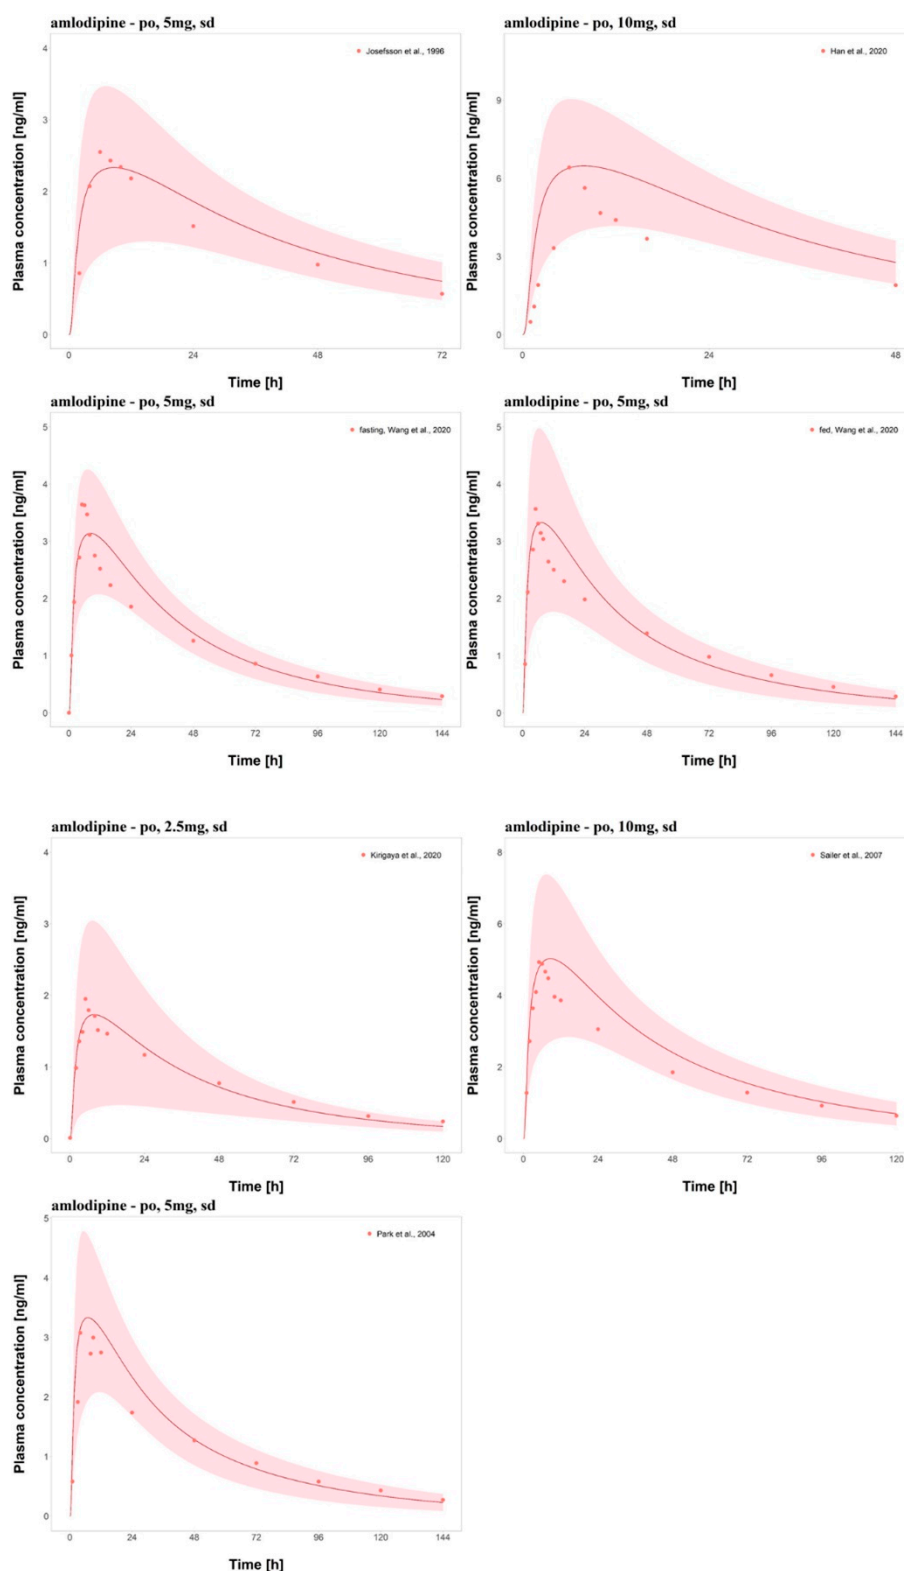 amlodipine - po, 5mg, sd
Josefsson et al., 1996
Plasma concentration [ng/ml]
4
3
2
1
0
0 24 48 72
Time [h]
amlodipine - po, 10mg, sd
Han et al., 2020
Plasma concentration [ng/ml]
9
6
3
0
0 24 48
Time [h]
amlodipine - po, 5mg, sd
fasting, Wang et al., 2020
Plasma concentration [ng/ml]
5
4
3
2
1
0
0 24 48 72 96 120 144
Time [h]
amlodipine - po, 5mg, sd
fed, Wang et al., 2020
Plasma concentration [ng/ml]
5
4
3
2
1
0
0 24 48 72 96 120 144
Time [h]
amlodipine - po, 2.5mg, sd
Kirigaya et al., 2020
Plasma concentration [ng/ml]
4
3
2
1
0
0 24 48 72 96 120
Time [h]
amlodipine - po, 10mg, sd
Sailer et al., 2007
Plasma concentration [ng/ml]
8
6
4
2
0
0 24 48 72 96 120
Time [h]
amlodipine - po, 5mg, sd
Park et al., 2004
Plasma concentration [ng/ml]
5
4
3
2
1
0
0 24 48 72 96 120 144
Time [h]